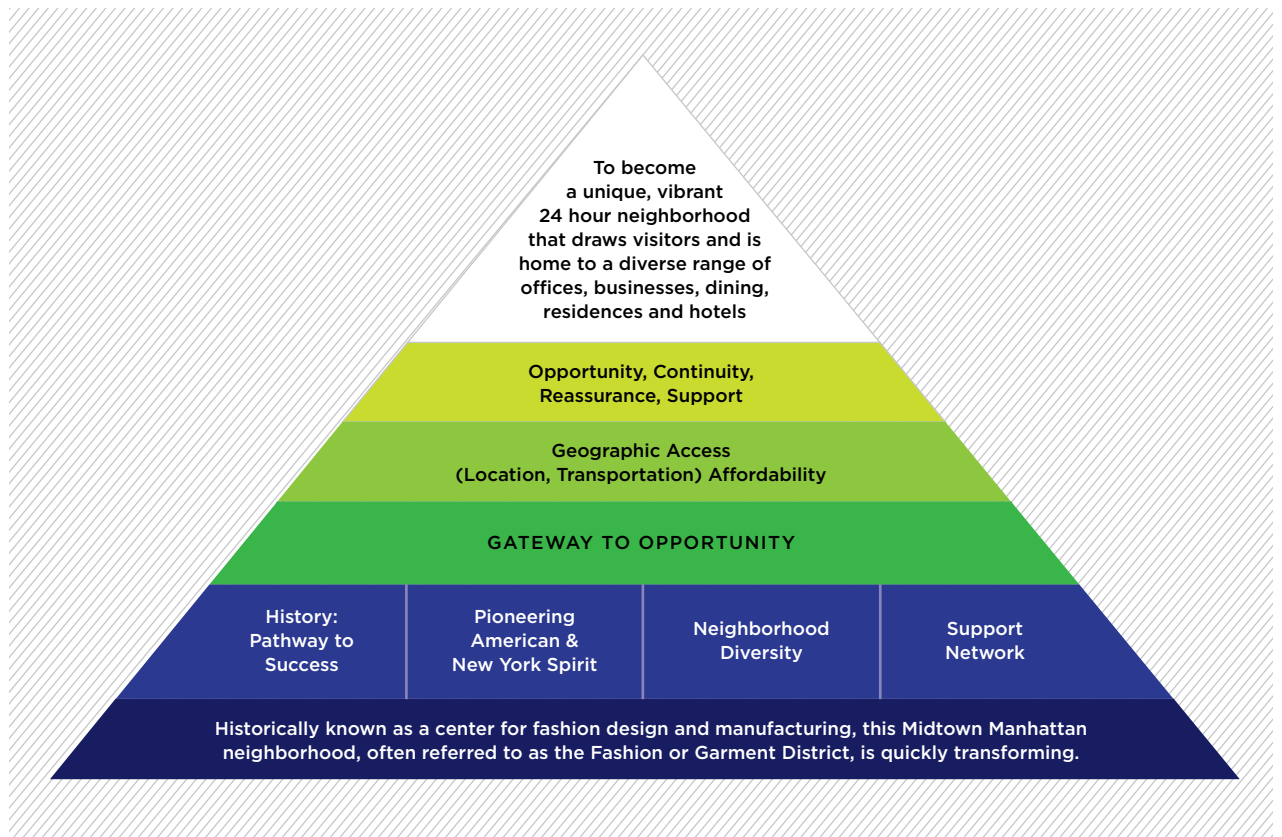 To become
a unique, vibrant
24 hour neighborhood
that draws visitors and is
home to a diverse range of
offices, businesses, dining,
residences and hotels
Opportunity, Continuity,
Reassurance, Support
Geographic Access
(Location, Transportation) Affordability
GATEWAY TO OPPORTUNITY
History:
Pathway to
Success
Pioneering
American &
New York Spirit
Neighborhood
Diversity
Support
Network
Historically known as a center for fashion design and manufacturing, this Midtown Manhattan
neighborhood, often referred to as the Fashion or Garment District, is quickly transforming.